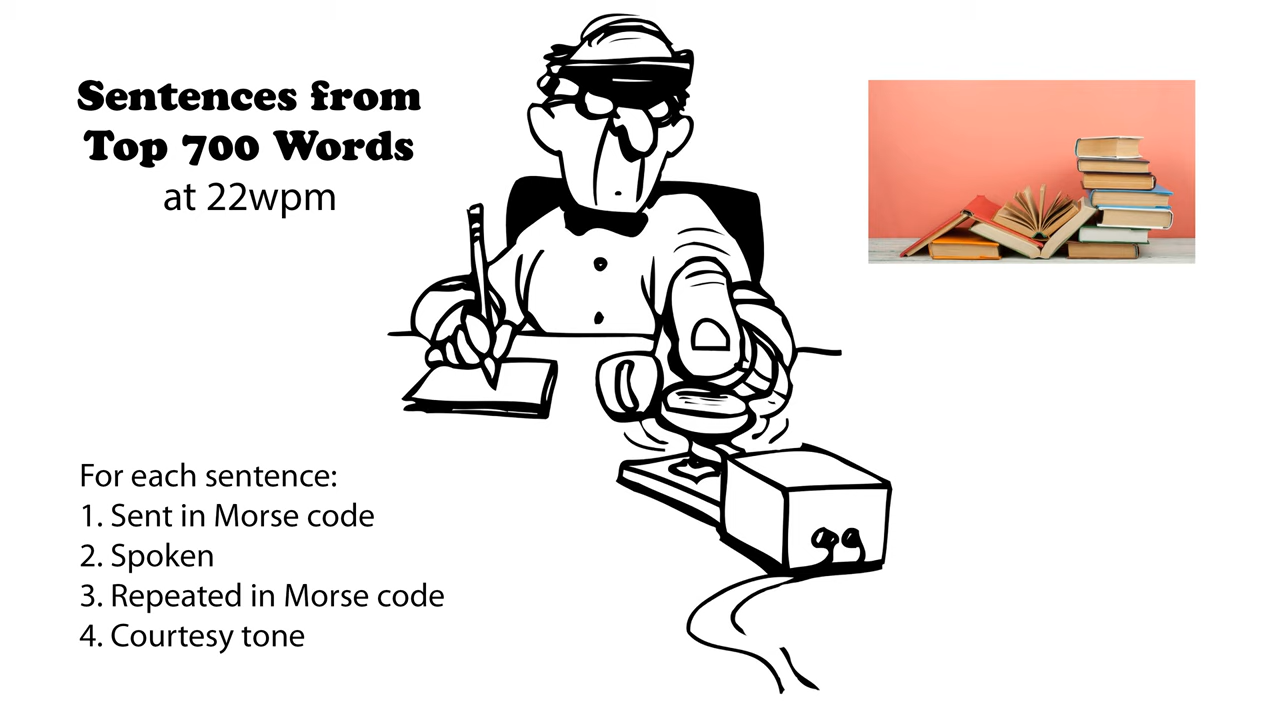 Sentences from
Top 700 Words
at 22wpm
For each sentence:
1. Sent in Morse code
2. Spoken
3. Repeated in Morse code
4. Courtesy tone